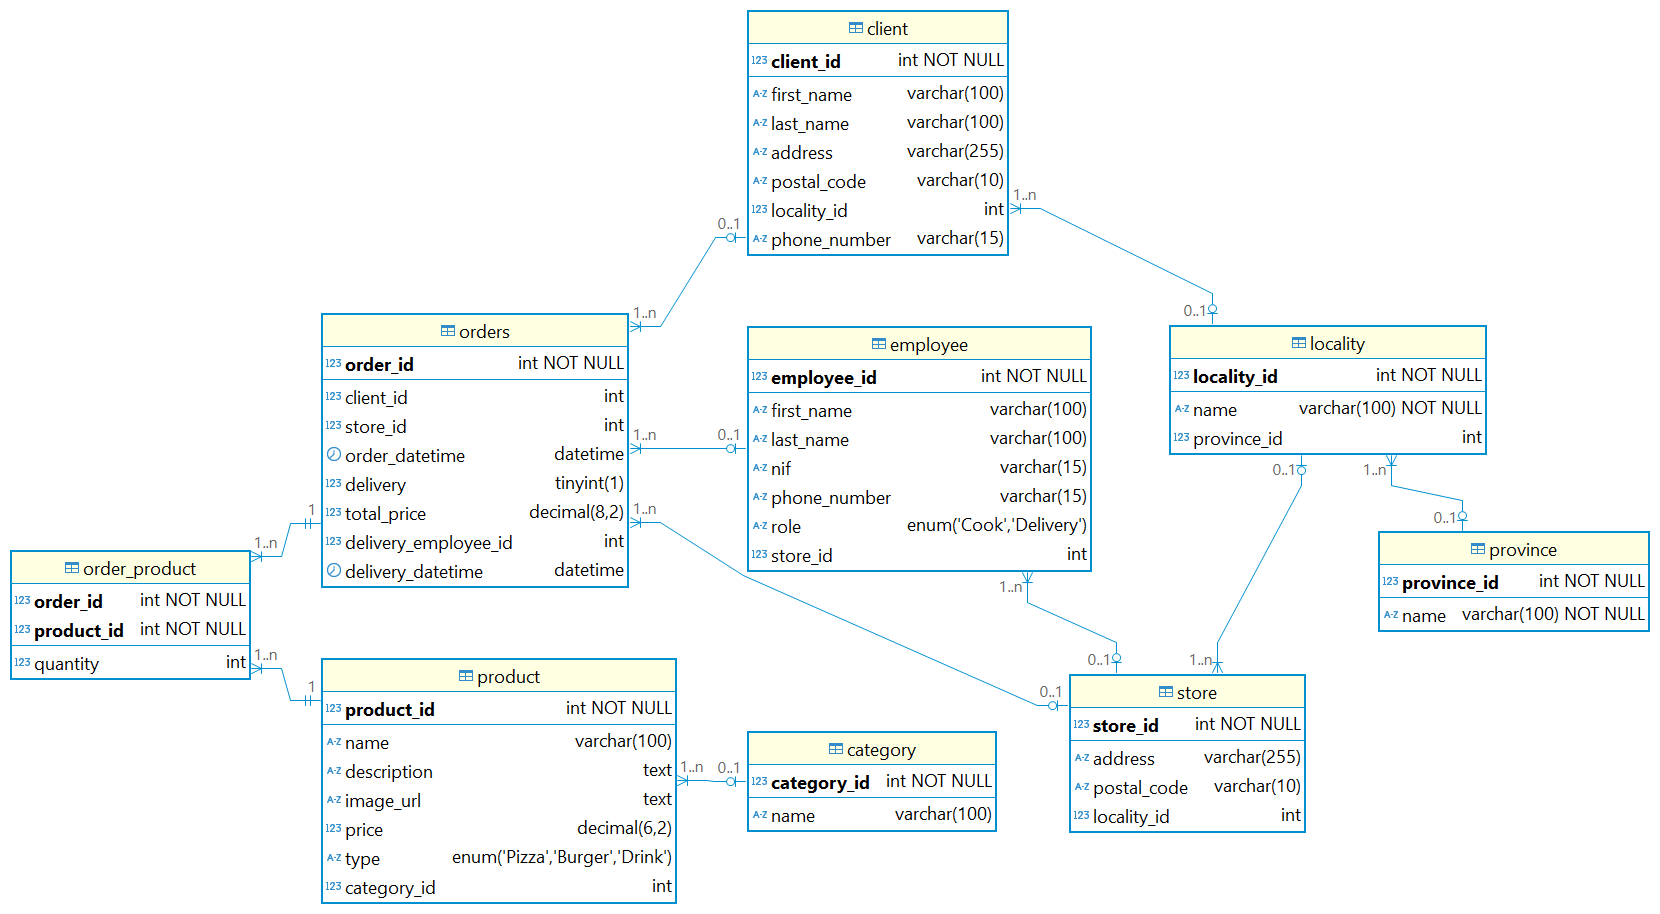 client
123 client_id int NOT NULL
A-Z first_name varchar(100)
A-Z last_name varchar(100)
A-Z address varchar(255)
A-Z postal_code varchar(10)
123 locality_id int
A-Z phone_number varchar(15)
1..n
0..1
1..n
0..1
orders
123 order_id int NOT NULL
123 client_id int
123 store_id int
order_datetime datetime
123 delivery tinyint(1)
123 total_price decimal(8,2)
123 delivery_employee_id int
delivery_datetime datetime
1..n
0..1
1..n
1
1..n
employee
123 employee_id int NOT NULL
A-Z first_name varchar(100)
A-Z last_name varchar(100)
A-Z nif varchar(15)
A-Z phone_number varchar(15)
A-Z role enum('Cook','Delivery')
123 store_id int
1..n
0..1
0..1
locality
123 locality_id int NOT NULL
A-Z name varchar(100) NOT NULL
123 province_id int
0..1
1..n
0..1
1..n
province
123 province_id int NOT NULL
A-Z name varchar(100) NOT NULL
order_product
123 order_id int NOT NULL
123 product_id int NOT NULL
123 quantity int
1..n
1
product
123 product_id int NOT NULL
A-Z name varchar(100)
A-Z description text
A-Z image_url text
123 price decimal(6,2)
A-Z type enum('Pizza','Burger','Drink')
123 category_id int
1..n
0..1
category
123 category_id int NOT NULL
A-Z name varchar(100)
store
123 store_id int NOT NULL
A-Z address varchar(255)
A-Z postal_code varchar(10)
123 locality_id int